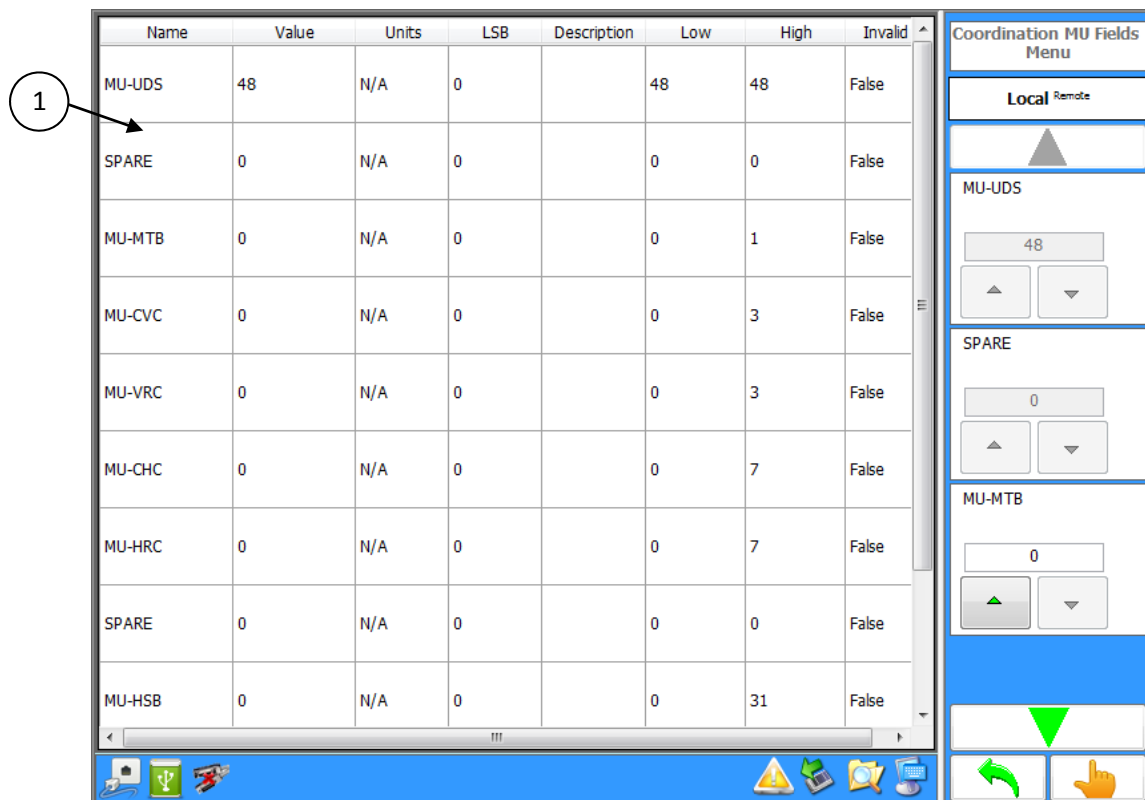 Name Value Units LSB Description Low High Invalid
MU-UDS 48 N/A 0 48 48 False
SPARE 0 N/A 0 0 0 False
MU-MTB 0 N/A 0 0 1 False
MU-CVC 0 N/A 0 0 3 False
MU-VRC 0 N/A 0 0 3 False
MU-CHC 0 N/A 0 0 7 False
MU-HRC 0 N/A 0 0 7 False
SPARE 0 N/A 0 0 0 False
MU-HSB 0 N/A 0 0 31 False
1
Coordination MU Fields
Menu
Local Remote
MU-UDS
48
SPARE
0
MU-MTB
0